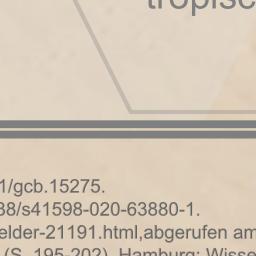 tropisc
1/gcb.15275.
38/s41598-020-63880-1.
elder-21191.html,abgerufen am
(S. 195-202). Hamburg: Wisse